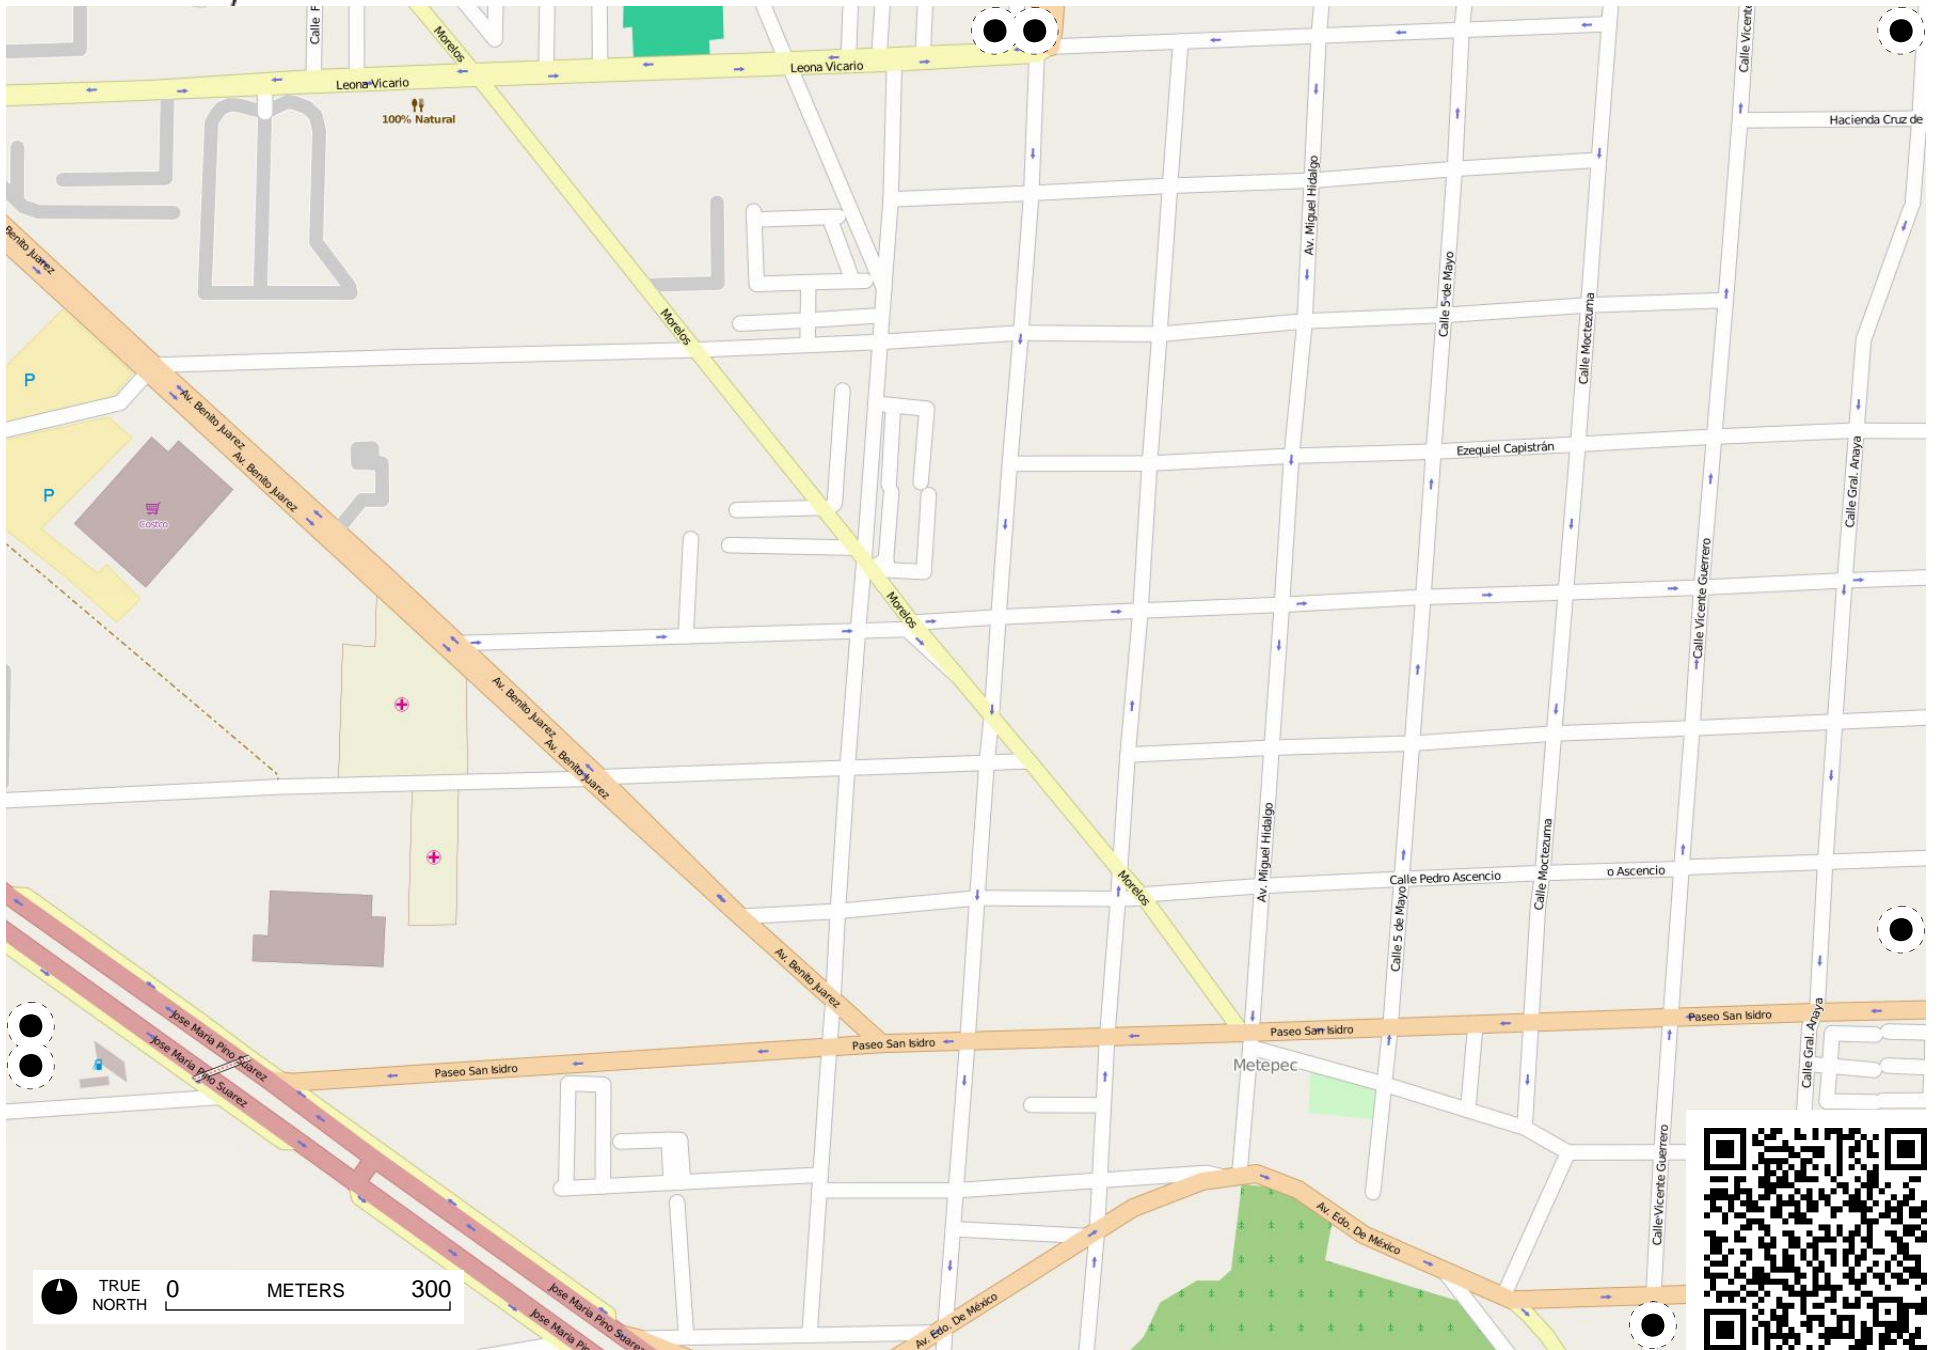 Calle F
Morelos
Calle Vicente
Leona Vicario
Leona Vicario
100% Natural
Hacienda Cruz de
Av. Miguel Hidalgo
Benito Juarez
Calle 5 de Mayo
Morelos
Calle Moctezuma
P
Av. Benito Juarez
Av. Benito Juarez
Ezequiel Capistrán
Calle Gral. Anaya
P
Costco
Morelos
Calle Vicente Guerrero
Av. Benito Juarez
Av. Benito Juarez
Av. Miguel Hidalgo
Calle Moctezuma
Calle Pedro Ascencio
o Ascencio
Morelos
Calle 5 de Mayo
Av. Benito Juarez
Jose Maria Pino Suarez
Jose Maria Pino Suarez
Paseo San Isidro
Paseo San Isidro
Paseo San Isidro
Paseo San Isidro
Calle Gral. Anaya
Metepec
Calle Vicente Guerrero
Av. Edo. De México
Av. Edo. De México
Jose Maria Pino Suarez
Jose Maria Pi
TRUE NORTH
0 METERS 300